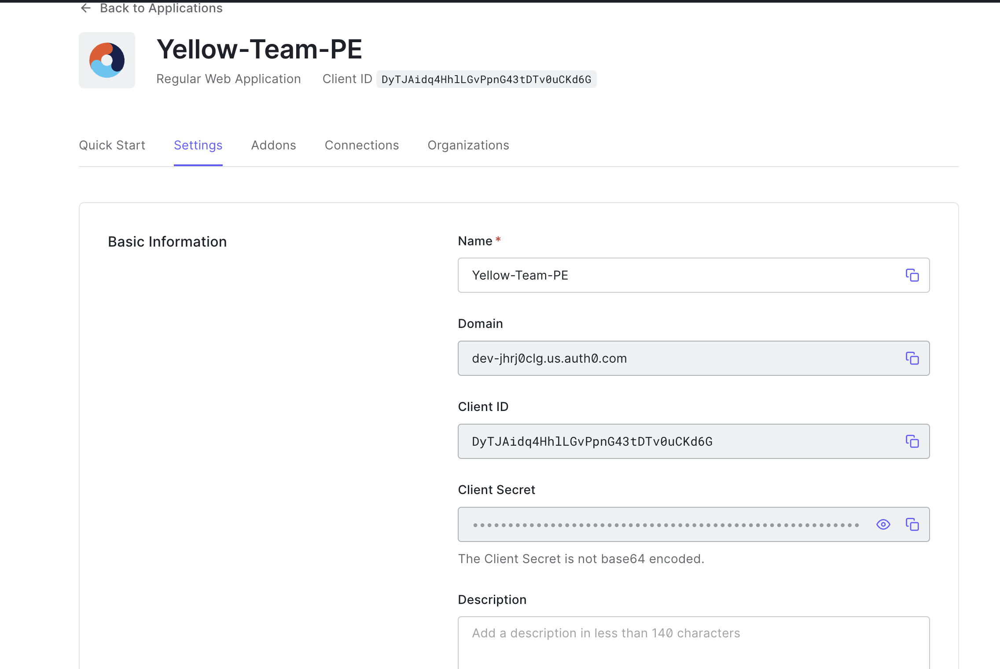 Back to Applications
Yellow-Team-PE
Regular Web Application Client ID DyTJAidq4HhlLGvPpnG43tDTv0uCKd6G
Quick Start Settings Addons Connections Organizations
Basic Information
Name *
Yellow-Team-PE
Domain
dev-jhrj0clg.us.auth0.com
Client ID
DyTJAidq4HhlLGvPpnG43tDTv0uCKd6G
Client Secret
The Client Secret is not base64 encoded.
Description
Add a description in less than 140 characters